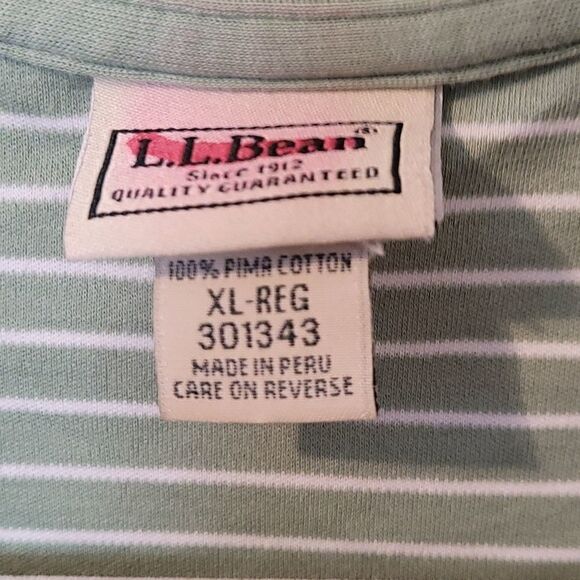 L.L.Bean®
Since 1912
QUALITY GUARANTEED
100% PIMA COTTON
XL-REG
301343
MADE IN PERU
CARE ON REVERSE